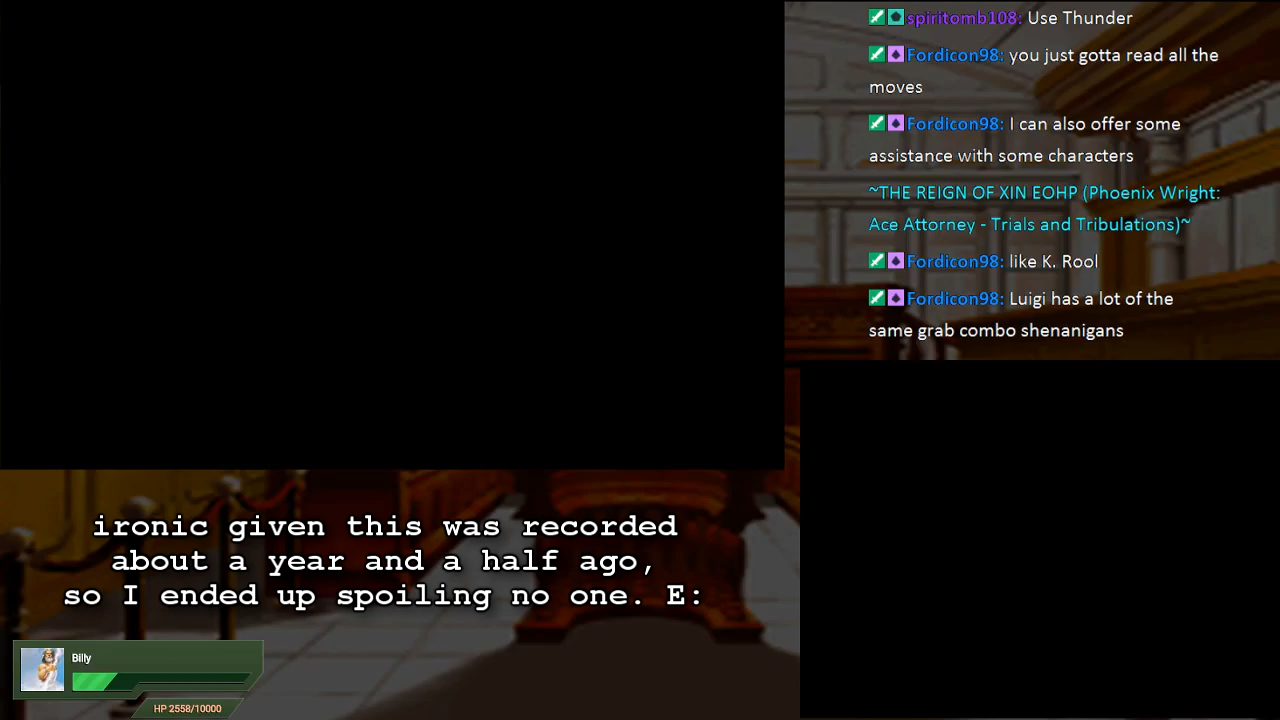 spiritomb108: Use Thunder
Fordicon98: you just gotta read all the
moves
Fordicon98: I can also offer some
assistance with some characters
~THE REIGN OF XIN EOHP (Phoenix Wright:
Ace Attorney - Trials and Tribulations)~
Fordicon98: like K. Rool
Fordicon98: Luigi has a lot of the
same grab combo shenanigans
ironic given this was recorded
about a year and a half ago,
so I ended up spoiling no one. E:
Billy
HP 2558/10000